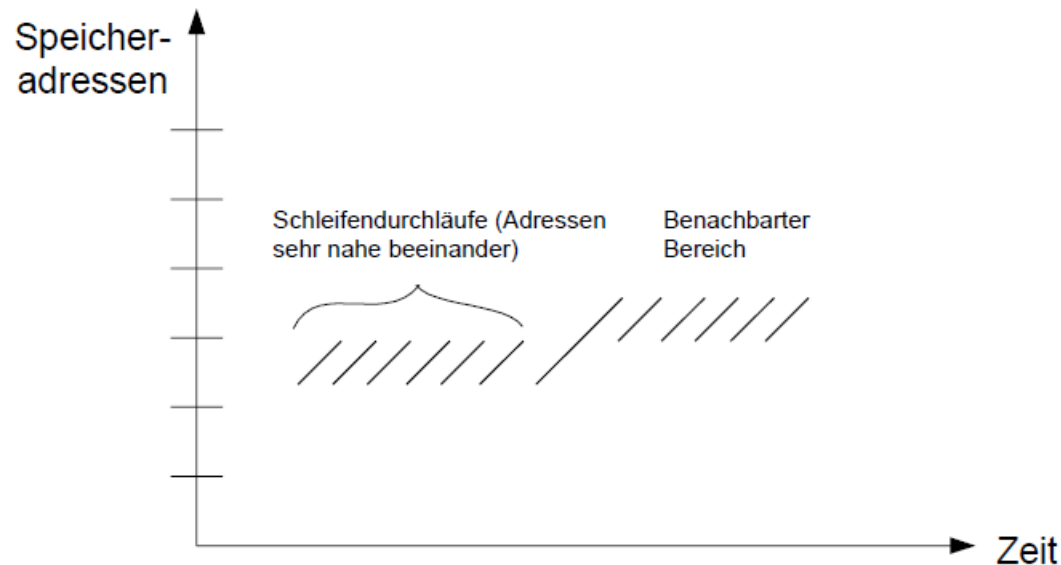 Speicher-
adressen
Schleifendurchläufe (Adressen
sehr nahe beeinander)
Benachbarter
Bereich
Zeit